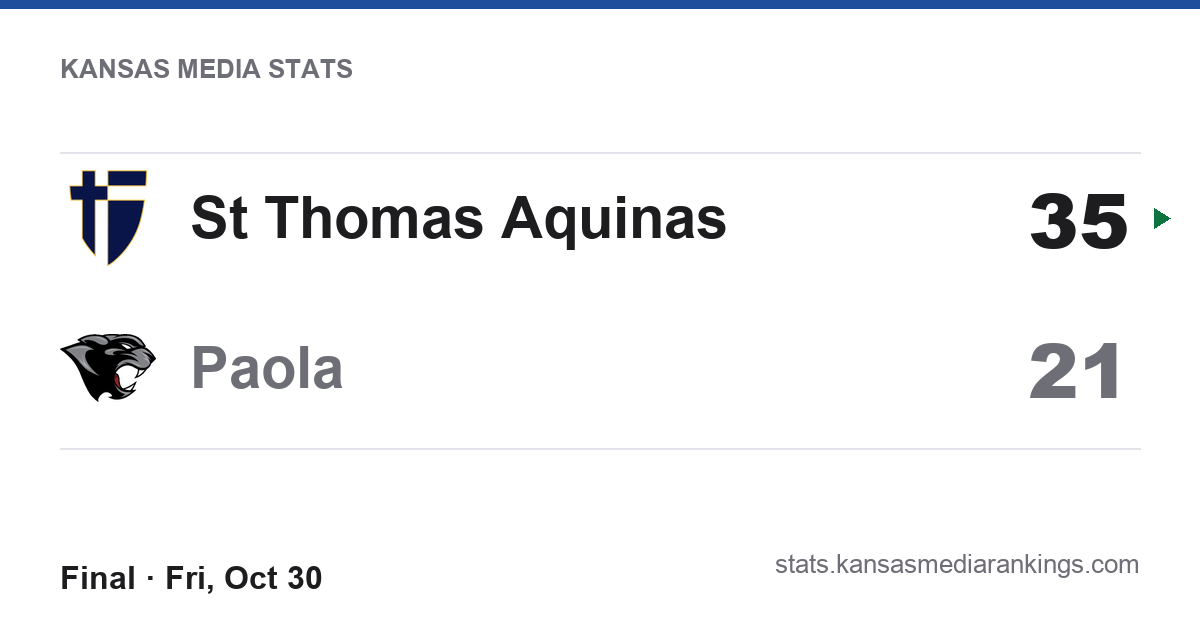 KANSAS MEDIA STATS
St Thomas Aquinas 35
Paola 21
Final · Fri, Oct 30
stats.kansasmediarankings.com